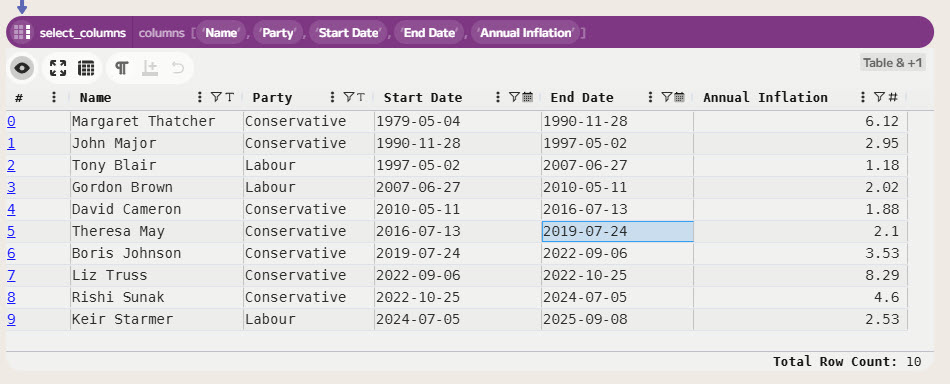 select_columns columns [ 'Name', 'Party', 'Start Date', 'End Date', 'Annual Inflation' ]
Table & +1
# Name Party Start Date End Date Annual Inflation
0 Margaret Thatcher Conservative 1979-05-04 1990-11-28 6.12
1 John Major Conservative 1990-11-28 1997-05-02 2.95
2 Tony Blair Labour 1997-05-02 2007-06-27 1.18
3 Gordon Brown Labour 2007-06-27 2010-05-11 2.02
4 David Cameron Conservative 2010-05-11 2016-07-13 1.88
5 Theresa May Conservative 2016-07-13 2019-07-24 2.1
6 Boris Johnson Conservative 2019-07-24 2022-09-06 3.53
7 Liz Truss Conservative 2022-09-06 2022-10-25 8.29
8 Rishi Sunak Conservative 2022-10-25 2024-07-05 4.6
9 Keir Starmer Labour 2024-07-05 2025-09-08 2.53
Total Row Count: 10